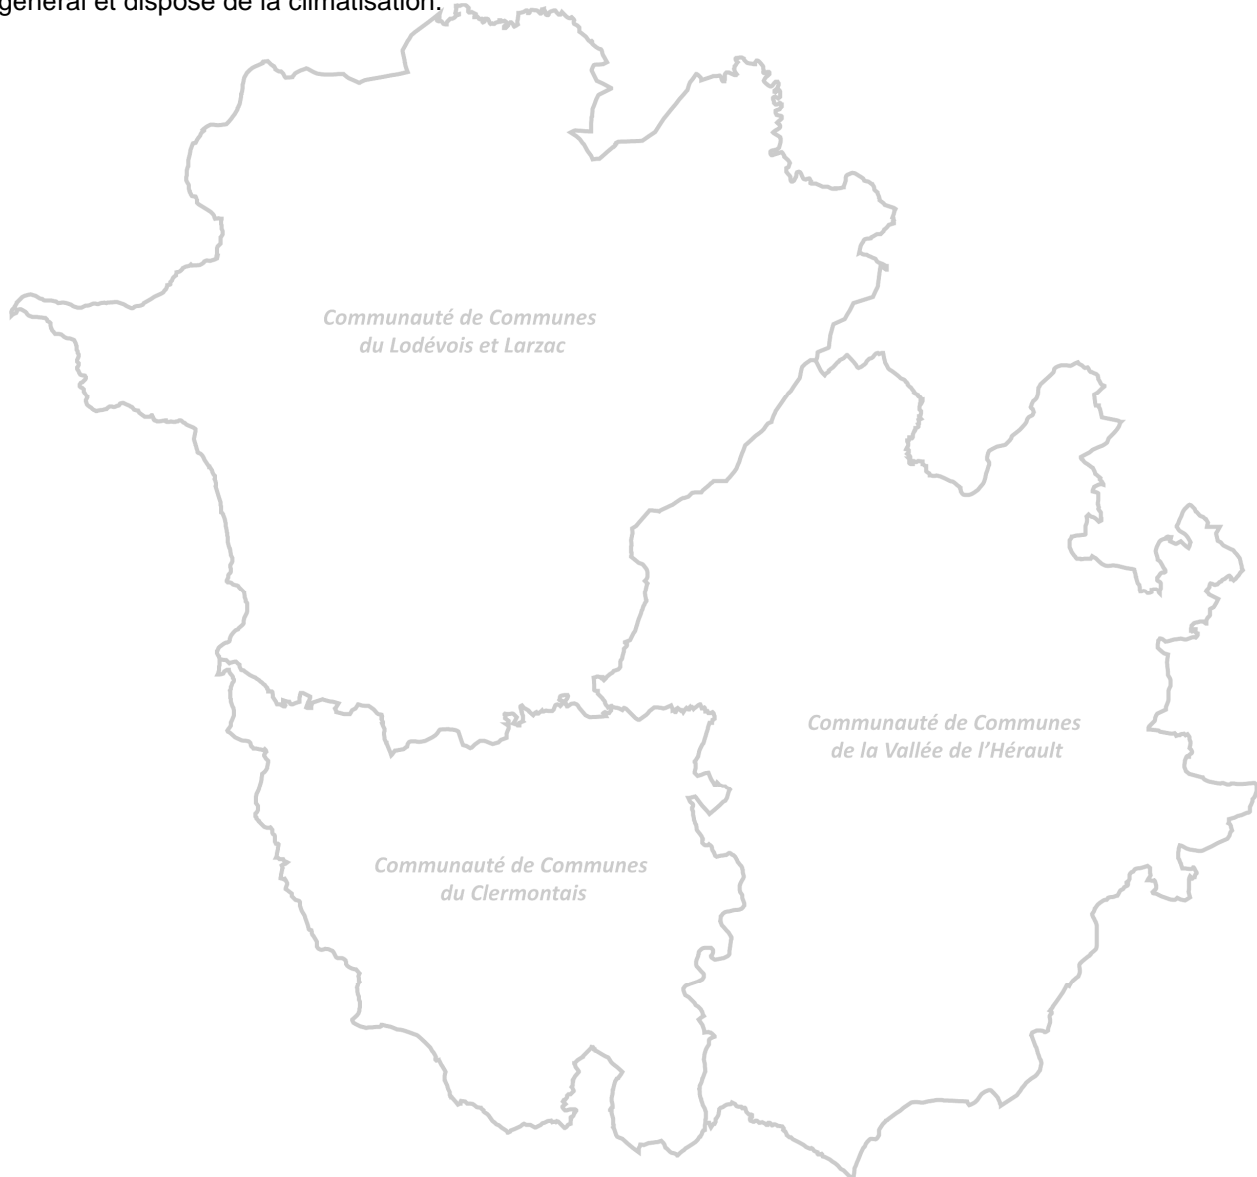 général et dispose de la climatisation.
Communauté de Communes
du Lodévois et Larzac
Communauté de Communes
de la Vallée de l'Hérault
Communauté de Communes
du Clermontais